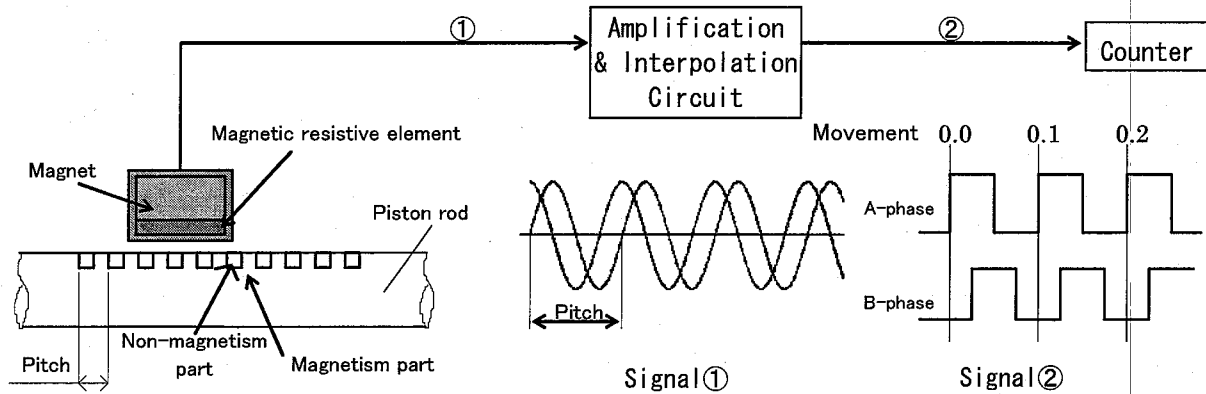 ①
Amplification
& Interpolation
Circuit
②
Counter
Magnetic resistive element
Magnet
Piston rod
Non-magnetism
part
Magnetism part
Pitch
Pitch
Signal①
Movement 0.0 0.1 0.2
A-phase
B-phase
Signal②